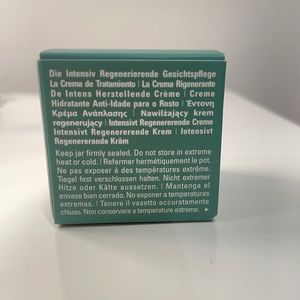 Die Intensiv Regenerierende Gesichtspflege
La Crema de Tratamiento | La Crema Rigenerante
De Intens Herstellende Crème | Creme
Hidratante Anti-Idade para o Rosto | Έντονη
Κρέμα Ανάπλασης | Nawilżający krem
regenerujący | Intensivt Regenererende Creme
Intensivt Regenererende Krem | Intensivt
Regenererande Kräm
Keep jar firmly sealed. Do not store in extreme
heat or cold. | Refermer hermétiquement le pot.
Ne pas exposer à des températures extrême.
Tiegel fest verschlossen halten. Nicht extremer
Hitze oder Kälte aussetzen. | Mantenga el
envase bien cerrado. No exponer a temperaturas
extremas. | Tenere il vasetto accuratamente
chiuso. Non conservare a temperature estreme.